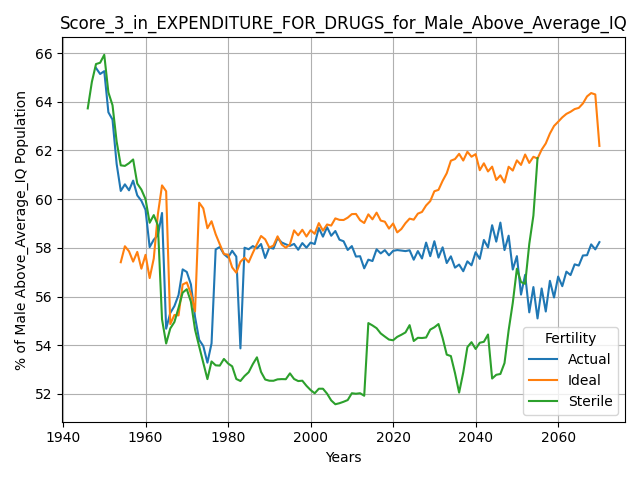 Score_3_in_EXPENDITURE_FOR_DRUGS_for_Male_Above_Average_IQ
% of Male Above_Average_IQ Population
66
64
62
60
58
56
54
52
1940
1960
1980
2000
2020
2040
2060
Years
Fertility
Actual
Ideal
Sterile